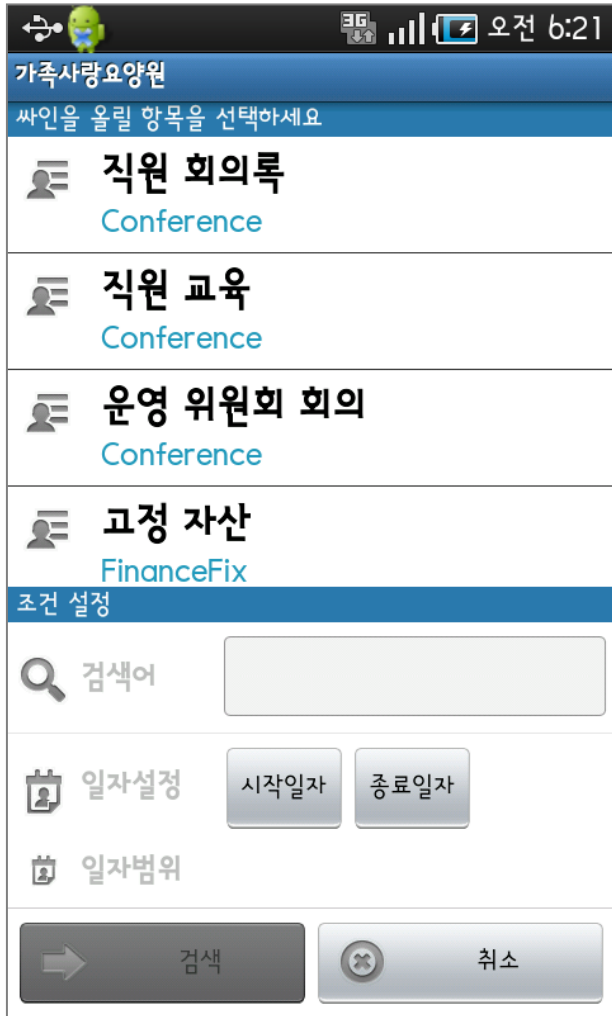 3G 오전 6:21
가족사랑요양원
싸인을 올릴 항목을 선택하세요
직원 회의록
Conference
직원 교육
Conference
운영 위원회 회의
Conference
고정 자산
FinanceFix
조건 설정
검색어
일자설정 시작일자 종료일자
일자범위
검색 취소